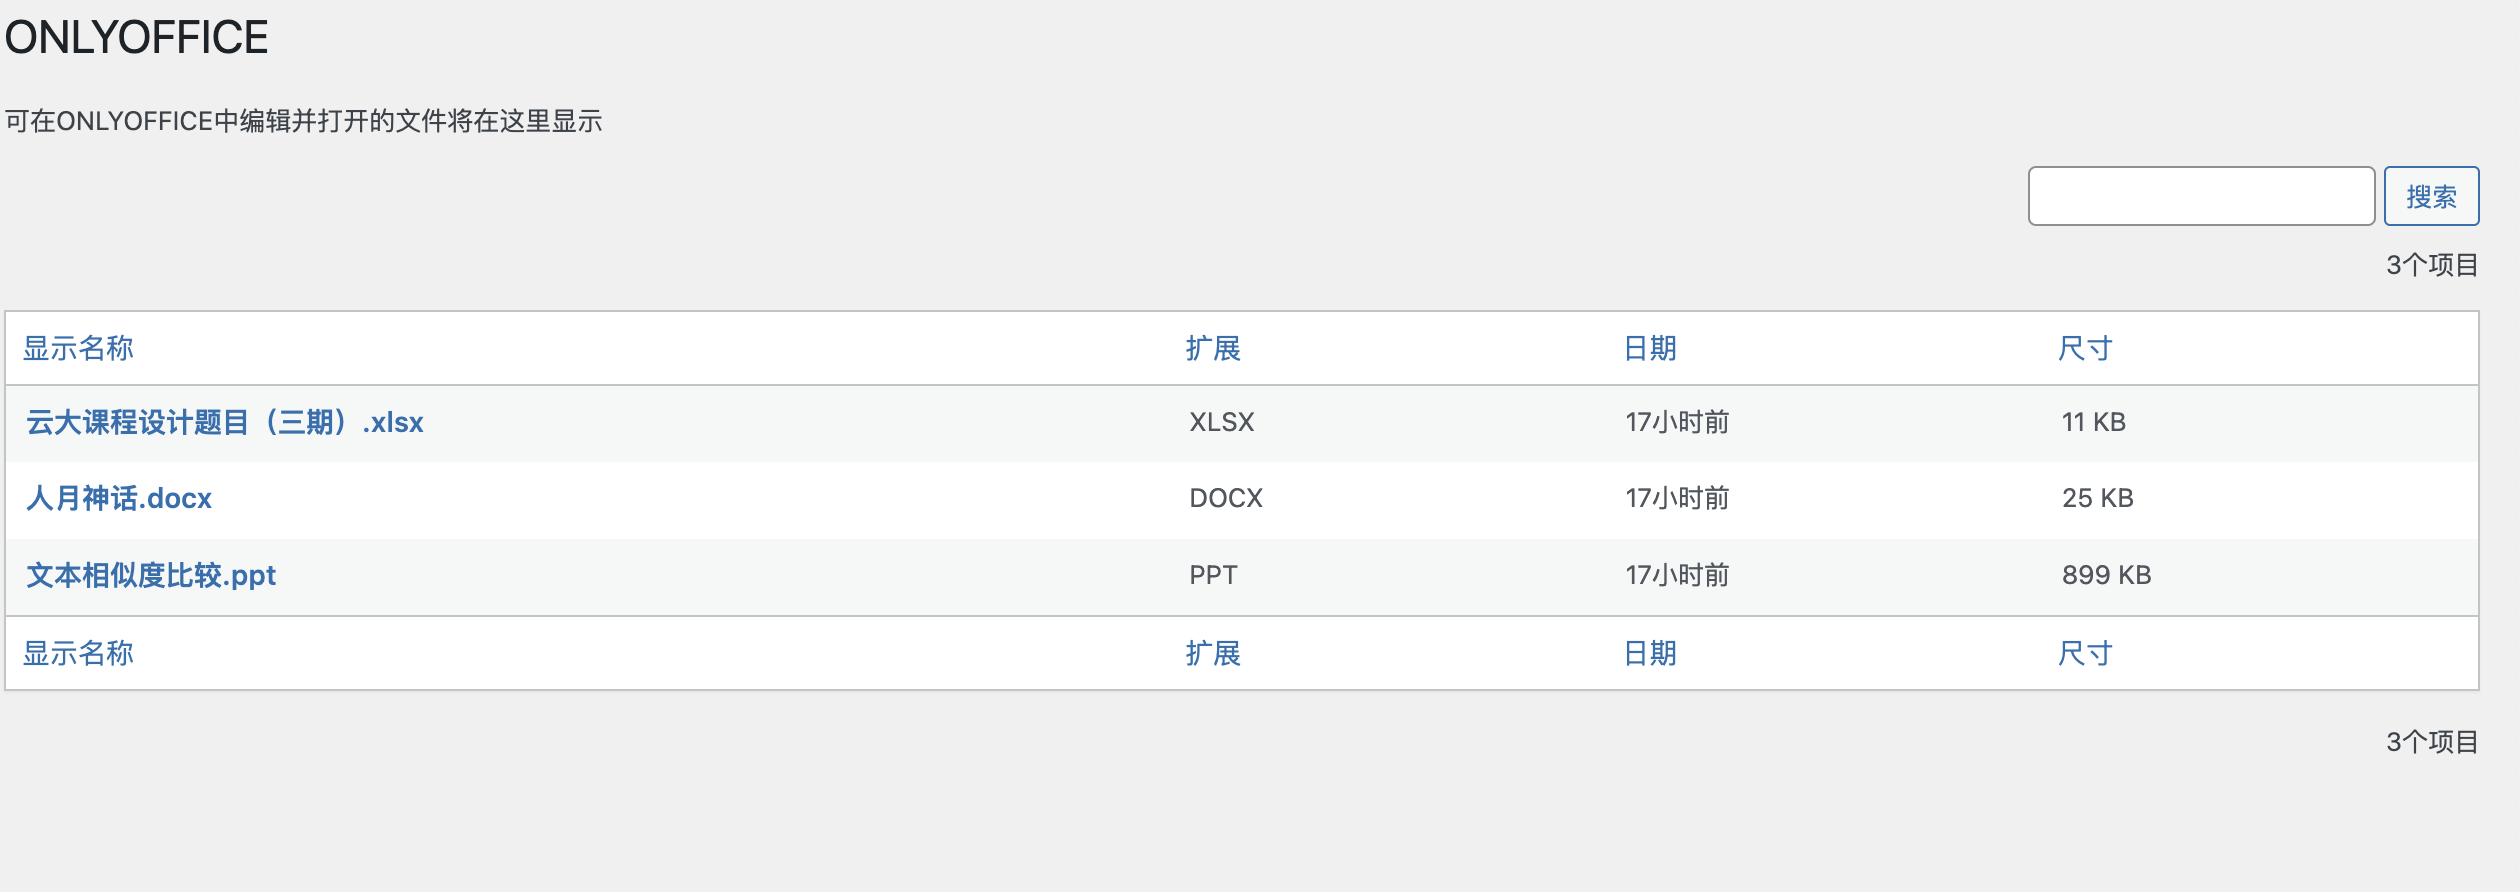 ONLYOFFICE
可在ONLYOFFICE中编辑并打开的文件将在这里显示
搜索
3个项目
显示名称 扩展 日期 尺寸
云大课程设计题目（三期）.xlsx XLSX 17小时前 11 KB
人月神话.docx DOCX 17小时前 25 KB
文本相似度比较.ppt PPT 17小时前 899 KB
显示名称 扩展 日期 尺寸
3个项目